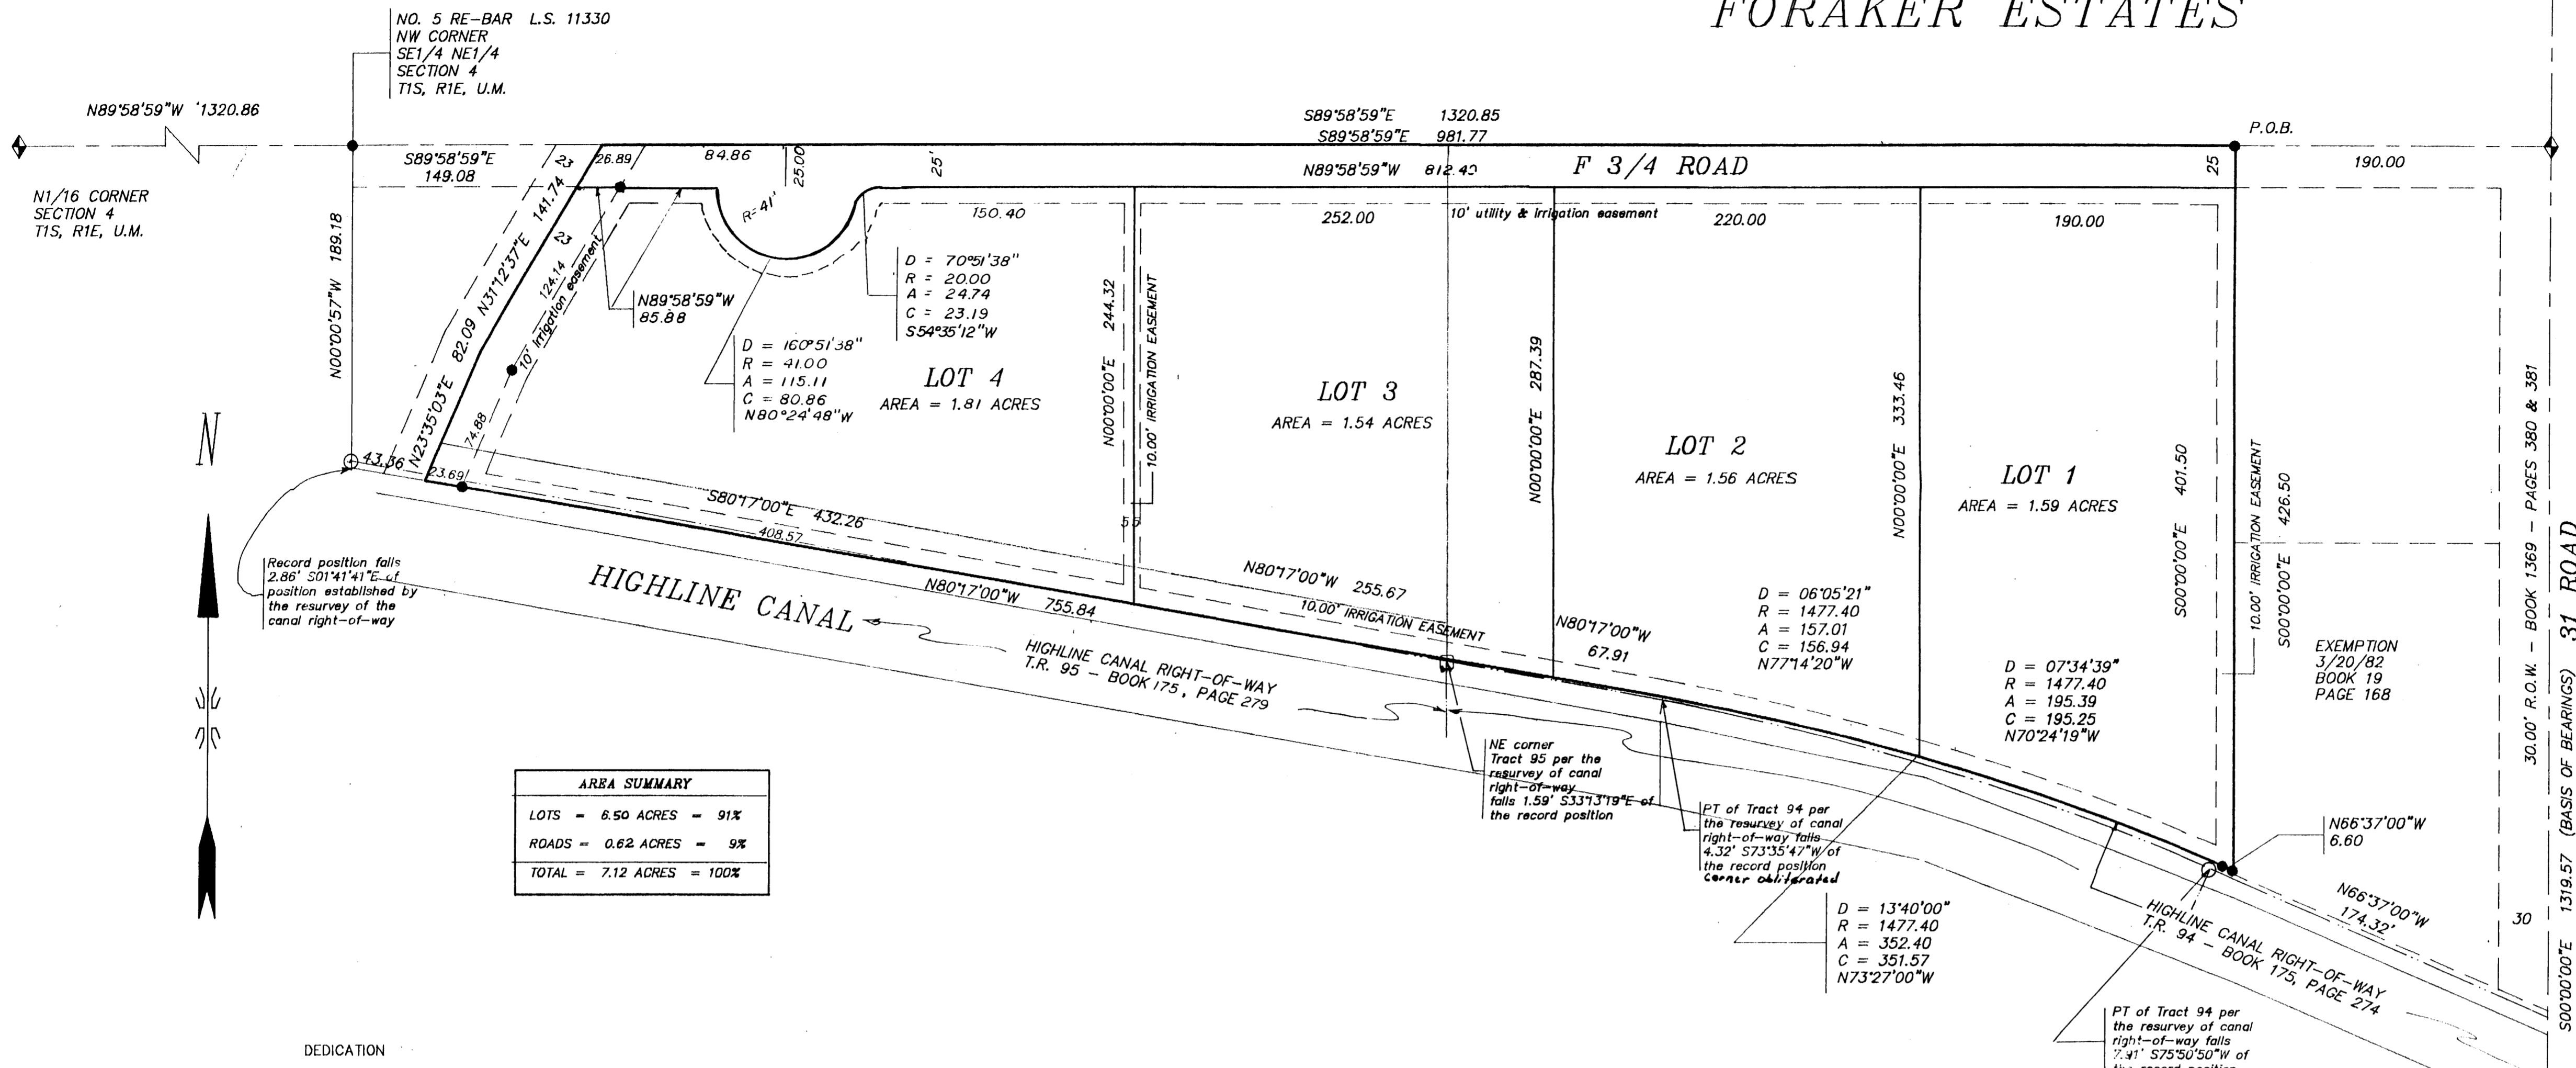 FORAKER ESTATES
NO. 5 RE-BAR L.S. 11330
NW CORNER
SE1/4 NE1/4
SECTION 4
T1S, R1E, U.M.
N89°58'59"W 1320.86
N1/16 CORNER
SECTION 4
T1S, R1E, U.M.
S89°58'59"E
149.08
S89°58'59"E 1320.85
S89°58'59"E 981.77
N89°58'59"W 812.40
F 3/4 ROAD
P.O.B.
190.00
25
23
26.89
84.86
25.00
25'
R=41'
150.40
252.00
10' utility & irrigation easement
220.00
190.00
N00°00'57"W 189.18
N31°12'37"E 141.74
23
124.14
10' Irrigation easement
N23°35'03"E 82.09
74.88
43.36
23.69
N89°58'59"W
85.88
D = 70°51'38"
R = 20.00
A = 24.74
C = 23.19
S54°35'12"W
D = 160°51'38"
R = 41.00
A = 115.11
C = 80.86
N80°24'48"W
LOT 4
AREA = 1.81 ACRES
N00°00'00"E 244.32
10.00' IRRIGATION EASEMENT
LOT 3
AREA = 1.54 ACRES
N00°00'00"E 287.39
LOT 2
AREA = 1.56 ACRES
N00°00'00"E 333.46
LOT 1
AREA = 1.59 ACRES
S00°00'00"E 401.50
10.00' IRRIGATION EASEMENT
S00°00'00"E 426.50
EXEMPTION
3/20/82
BOOK 19
PAGE 168
30.00' R.O.W. - BOOK 1369 - PAGES 380 & 381
31 ROAD
S00°00'00"E 1319.57 (BASIS OF BEARINGS)
N
Record position falls
2.86' S01°41'41"E of
position established by
the resurvey of the
canal right-of-way
S80°17'00"E 432.26
408.57
55
HIGHLINE CANAL
N80°17'00"W 755.84
N80°17'00"W 255.67
10.00' IRRIGATION EASEMENT
N80°17'00"W
67.91
HIGHLINE CANAL RIGHT-OF-WAY
T.R. 95 - BOOK 175, PAGE 279
D = 06°05'21"
R = 1477.40
A = 157.01
C = 156.94
N77°14'20"W
D = 07°34'39"
R = 1477.40
A = 195.39
C = 195.25
N70°24'19"W
NE corner
Tract 95 per the
resurvey of canal
right-of-way
falls 1.59' S33°13'19"E of
the record position
PT of Tract 94 per
the resurvey of canal
right-of-way falls
4.32' S73°35'47"W of
the record position
Corner obliterated
D = 13°40'00"
R = 1477.40
A = 352.40
C = 351.57
N73°27'00"W
N66°37'00"W
6.60
N66°37'00"W
174.32'
30
HIGHLINE CANAL RIGHT-OF-WAY
T.R. 94 - BOOK 175, PAGE 274
PT of Tract 94 per
the resurvey of canal
right-of-way falls
7.91' S75°50'50"W of
the record position
AREA SUMMARY
LOTS = 6.50 ACRES = 91%
ROADS = 0.62 ACRES = 9%
TOTAL = 7.12 ACRES = 100%
DEDICATION